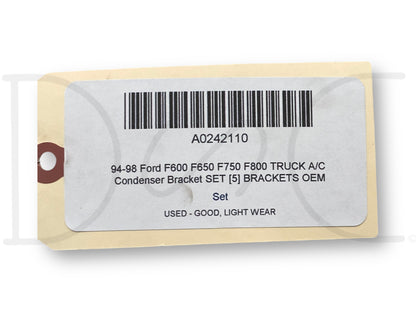 A0242110
94-98 Ford F600 F650 F750 F800 TRUCK A/C
Condenser Bracket SET [5] BRACKETS OEM
Set
USED - GOOD, LIGHT WEAR